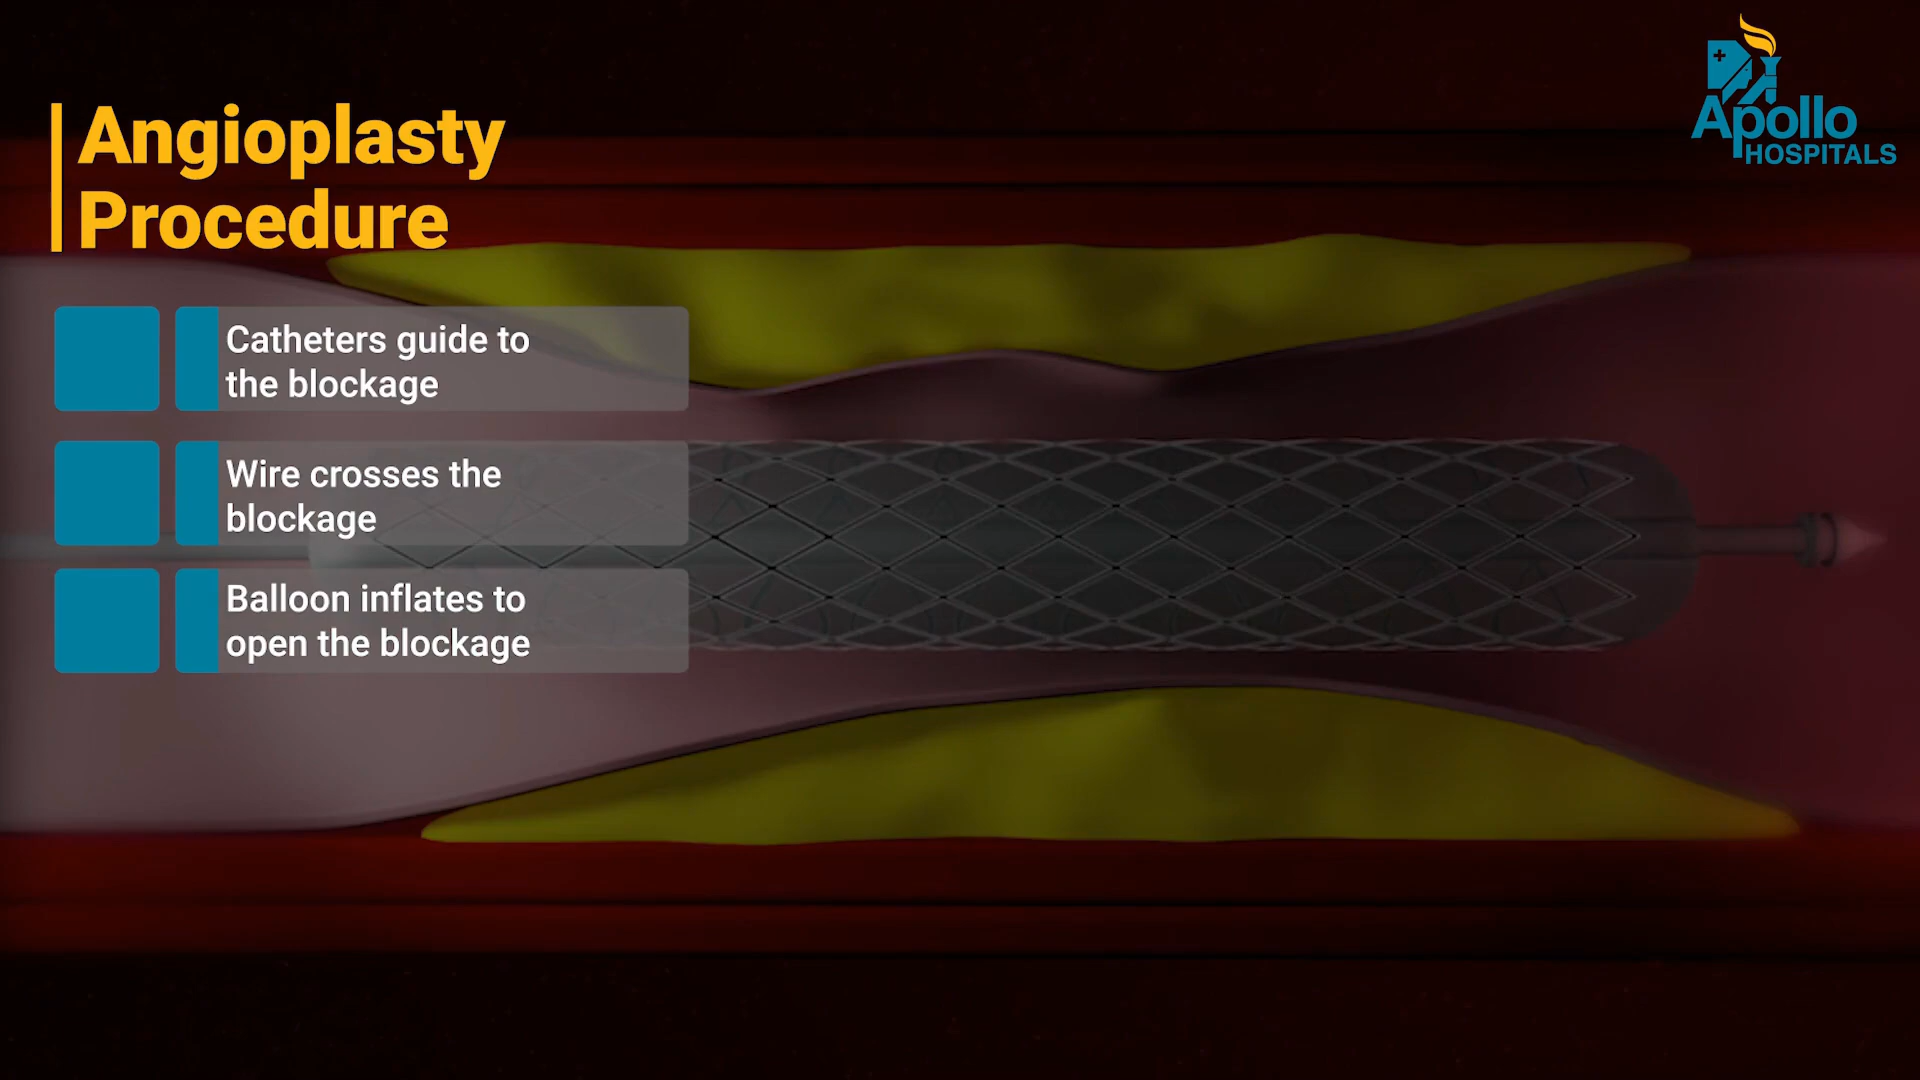 Apollo
HOSPITALS
Angioplasty
Procedure
Catheters guide to
the blockage
Wire crosses the
blockage
Balloon inflates to
open the blockage